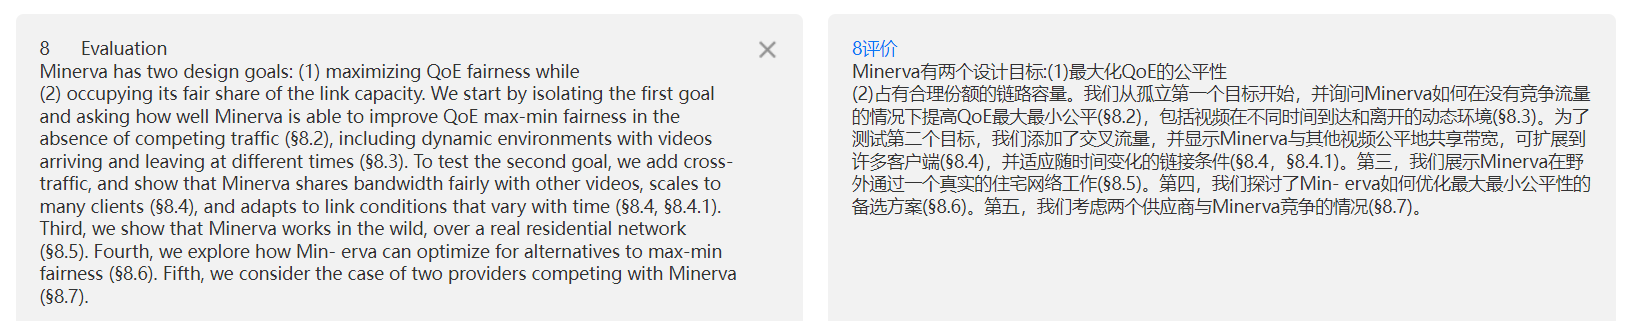 8 Evaluation
Minerva has two design goals: (1) maximizing QoE fairness while
(2) occupying its fair share of the link capacity. We start by isolating the first goal
and asking how well Minerva is able to improve QoE max-min fairness in the
absence of competing traffic (§8.2), including dynamic environments with videos
arriving and leaving at different times (§8.3). To test the second goal, we add cross-
traffic, and show that Minerva shares bandwidth fairly with other videos, scales to
many clients (§8.4), and adapts to link conditions that vary with time (§8.4, §8.4.1).
Third, we show that Minerva works in the wild, over a real residential network
(§8.5). Fourth, we explore how Min- erva can optimize for alternatives to max-min
fairness (§8.6). Fifth, we consider the case of two providers competing with Minerva
(§8.7).
8评价
Minerva有两个设计目标:(1)最大化QoE的公平性
(2)占有合理份额的链路容量。我们从孤立第一个目标开始，并询问Minerva如何在没有竞争流量
的情况下提高QoE最大最小公平(§8.2)，包括视频在不同时间到达和离开的动态环境(§8.3)。为了
测试第二个目标，我们添加了交叉流量，并显示Minerva与其他视频公平地共享带宽，可扩展到
许多客户端(§8.4)，并适应随时间变化的链接条件(§8.4，§8.4.1)。第三，我们展示Minerva在野
外通过一个真实的住宅网络工作(§8.5)。第四，我们探讨了Min- erva如何优化最大最小公平性的
备选方案(§8.6)。第五，我们考虑两个供应商与Minerva竞争的情况(§8.7)。